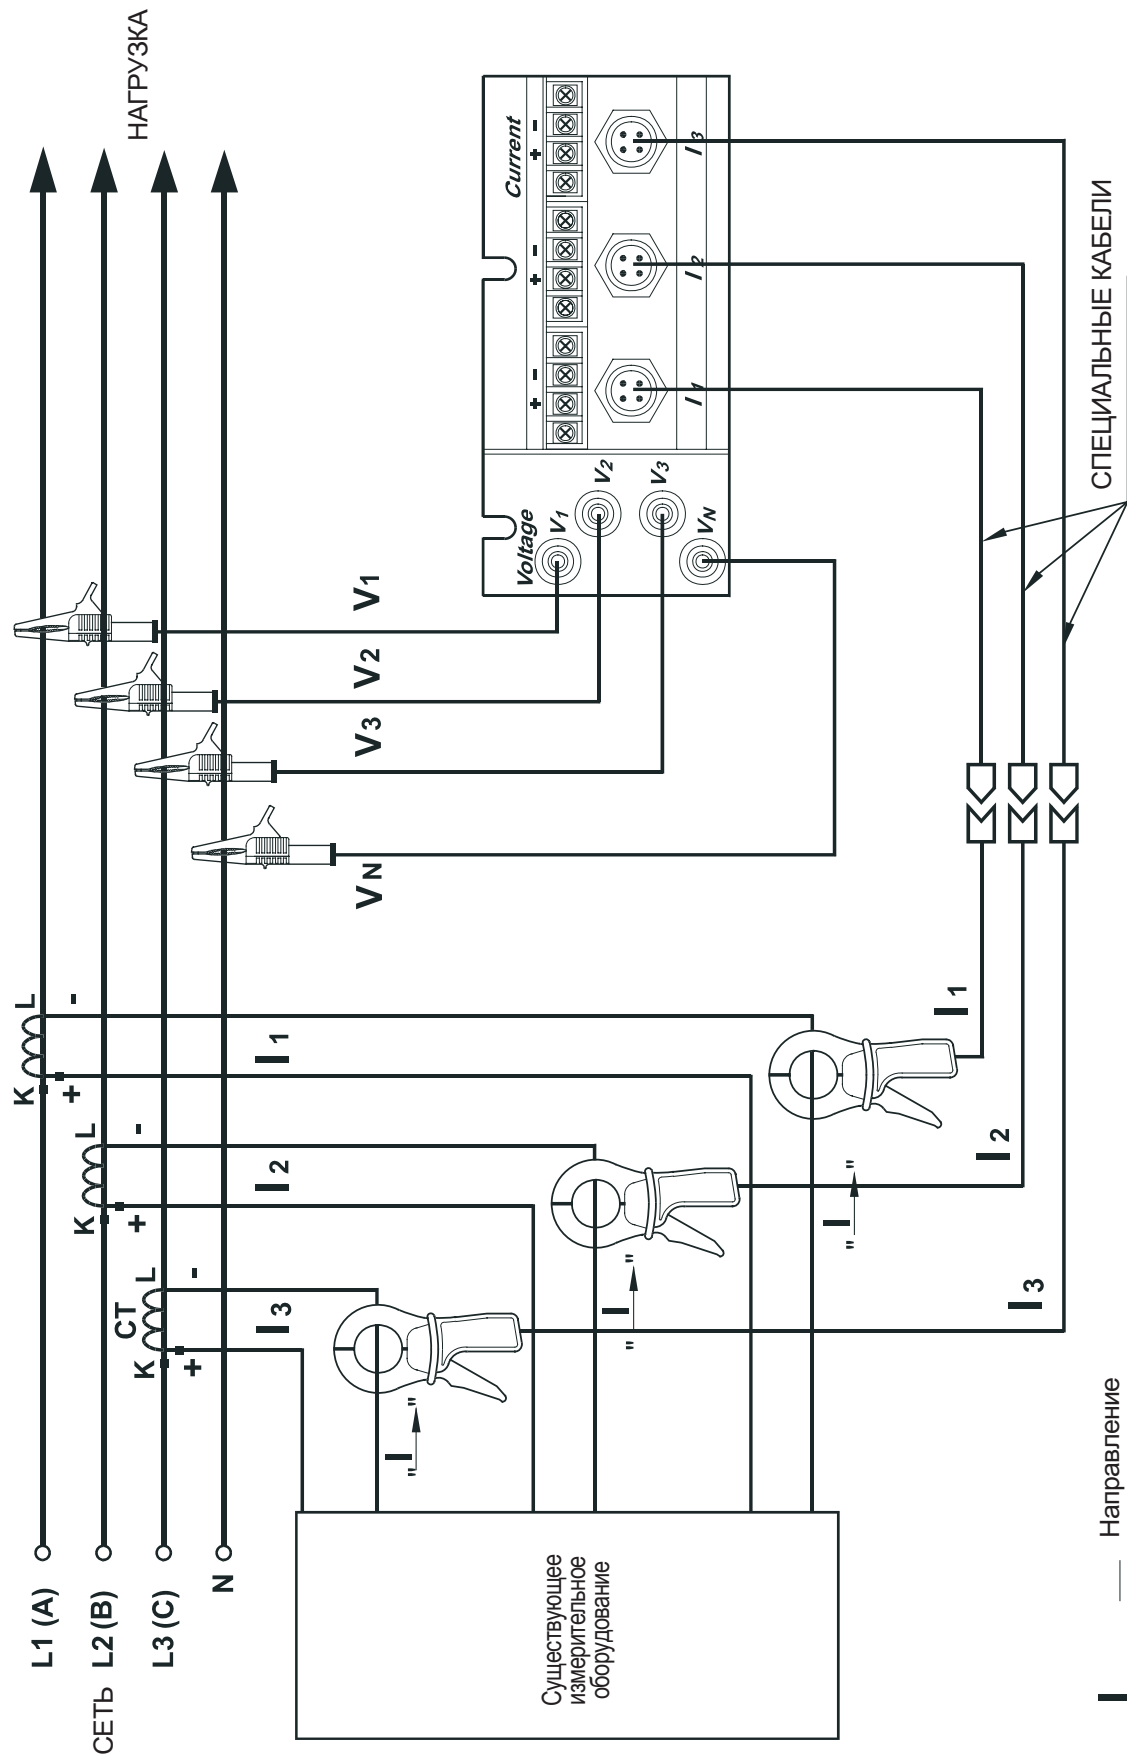 НАГРУЗКА
СЕТЬ
L1 (A)
L2 (B)
L3 (C)
N
K
L
+
-
I1
K
L
+
-
I2
CT
K
L
+
-
I3
V1
V2
V3
VN
Voltage
V1
V2
V3
VN
Current
+ -
+ -
+ -
I1
I2
I3
СПЕЦИАЛЬНЫЕ КАБЕЛИ
I1
I2
I3
"I"
"I"
"I"
Существующее
измерительное
оборудование
I
Направление